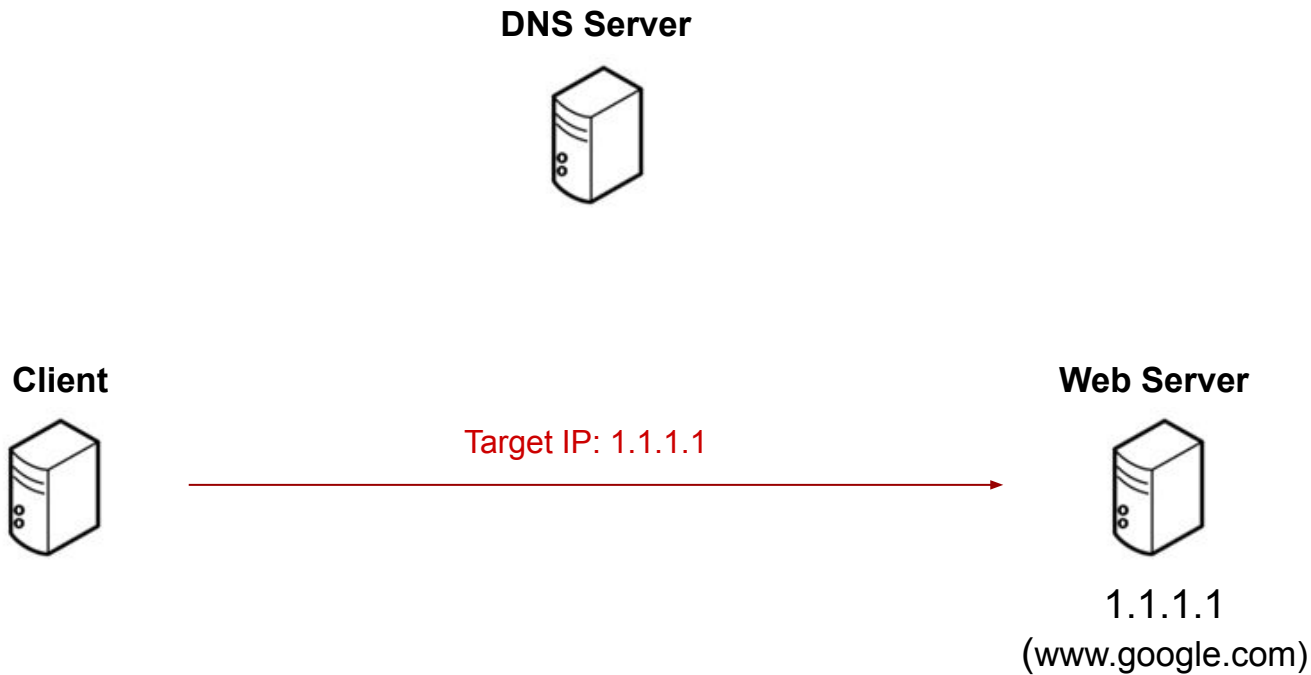 DNS Server
Client
Web Server
Target IP: 1.1.1.1
1.1.1.1
(www.google.com)